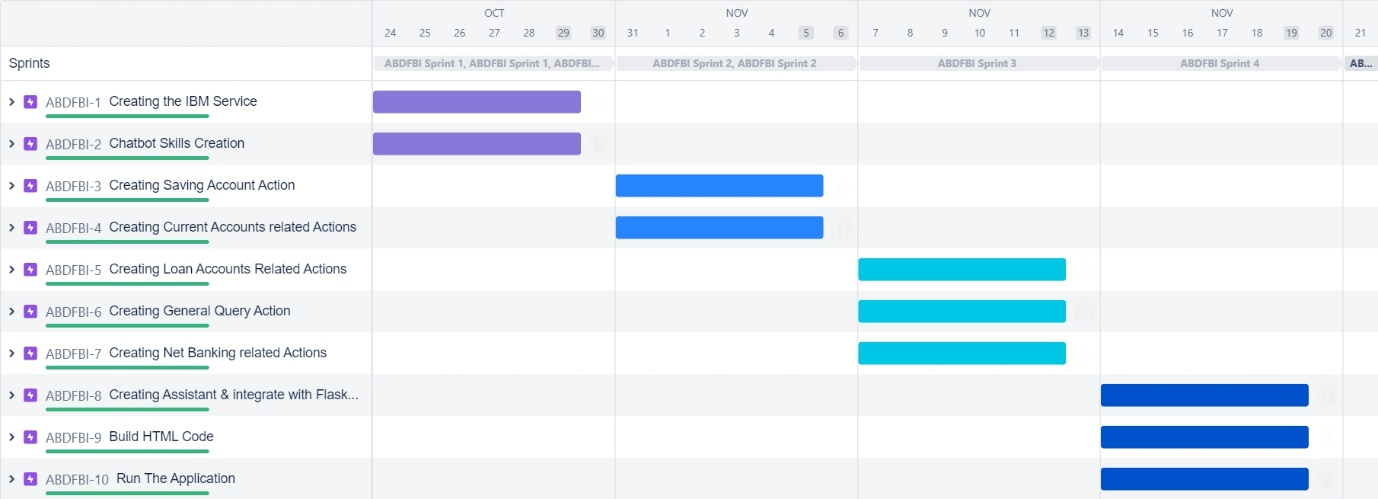 OCT NOV NOV NOV
24 25 26 27 28 29 30 31 1 2 3 4 5 6 7 8 9 10 11 12 13 14 15 16 17 18 19 20 21
Sprints ABDFBI Sprint 1, ABDFBI Sprint 1, ABDFBI... ABDFBI Sprint 2, ABDFBI Sprint 2 ABDFBI Sprint 3 ABDFBI Sprint 4 AB...
ABDFBI-1 Creating the IBM Service
ABDFBI-2 Chatbot Skills Creation
ABDFBI-3 Creating Saving Account Action
ABDFBI-4 Creating Current Accounts related Actions
ABDFBI-5 Creating Loan Accounts Related Actions
ABDFBI-6 Creating General Query Action
ABDFBI-7 Creating Net Banking related Actions
ABDFBI-8 Creating Assistant & integrate with Flask...
ABDFBI-9 Build HTML Code
ABDFBI-10 Run The Application